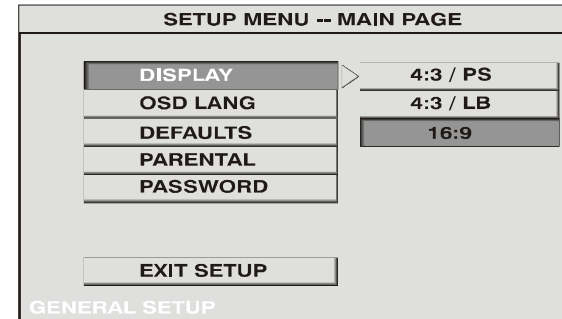 SETUP MENU -- MAIN PAGE
DISPLAY
4:3 / PS
OSD LANG
4:3 / LB
DEFAULTS
16:9
PARENTAL
PASSWORD
EXIT SETUP
GENERAL SETUP